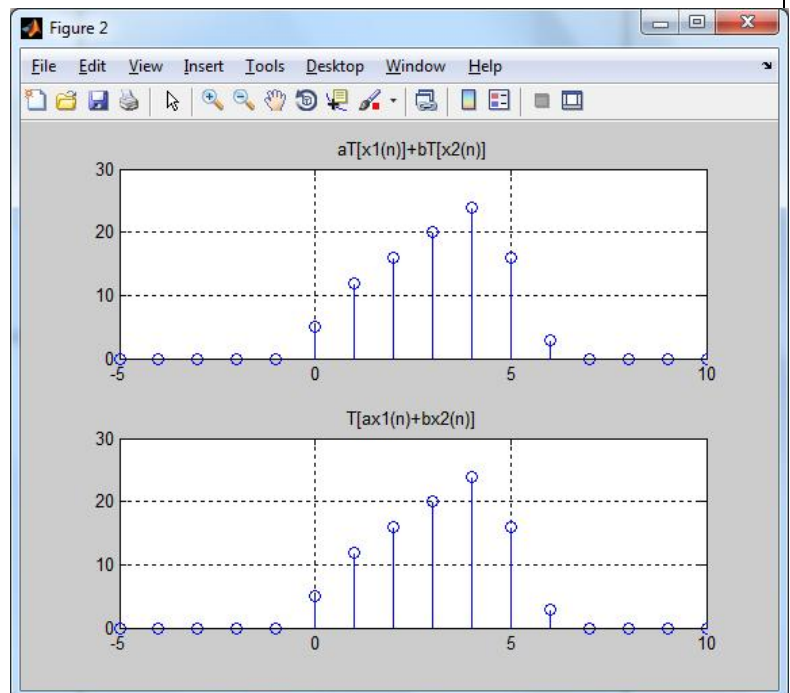 Figure 2
File Edit View Insert Tools Desktop Window Help
aT[x1(n)]+bT[x2(n)]
30
20
10
0
-5 0 5 10
T[ax1(n)+bx2(n)]
30
20
10
0
-5 0 5 10